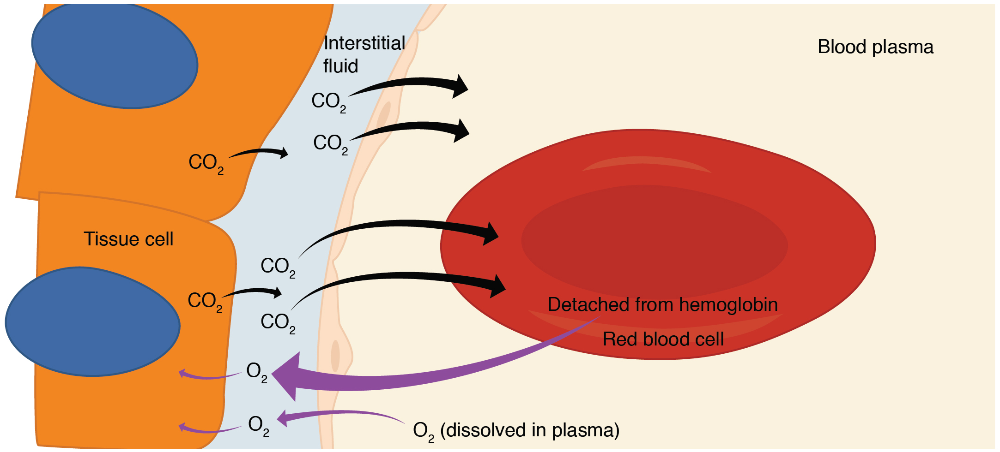 Interstitial
fluid
Blood plasma
CO₂
CO₂
CO₂
Tissue cell
CO₂
CO₂
CO₂
Detached from hemoglobin
Red blood cell
O₂
O₂
O₂ (dissolved in plasma)